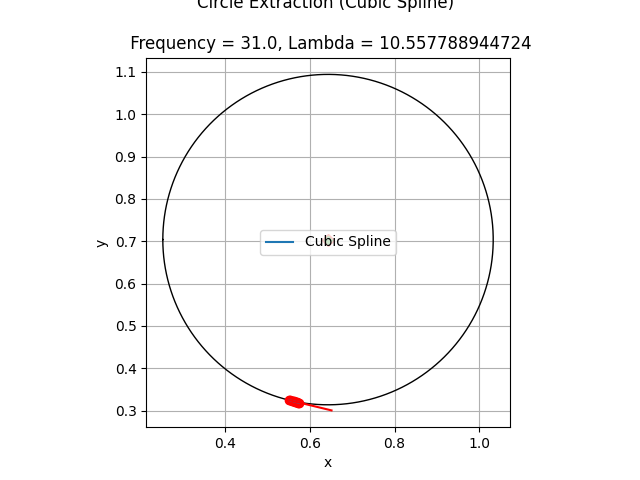 Circle Extraction (Cubic Spline)
Frequency = 31.0, Lambda = 10.557788944724
1.1
1.0
0.9
0.8
0.7
0.6
0.5
0.4
0.3
y
Cubic Spline
0.4 0.6 0.8 1.0
x